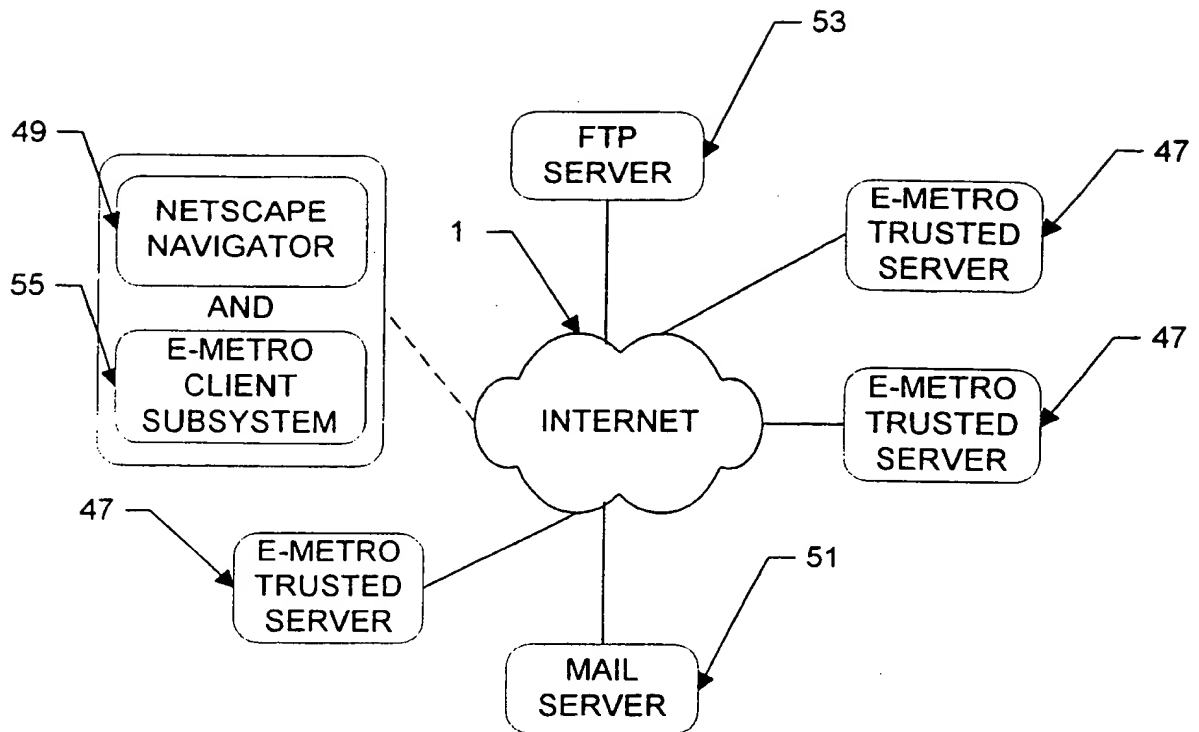 53
FTP
SERVER
49
NETSCAPE
NAVIGATOR
AND
55
E-METRO
CLIENT
SUBSYSTEM
47
E-METRO
TRUSTED
SERVER
1
INTERNET
47
E-METRO
TRUSTED
SERVER
47
E-METRO
TRUSTED
SERVER
51
MAIL
SERVER